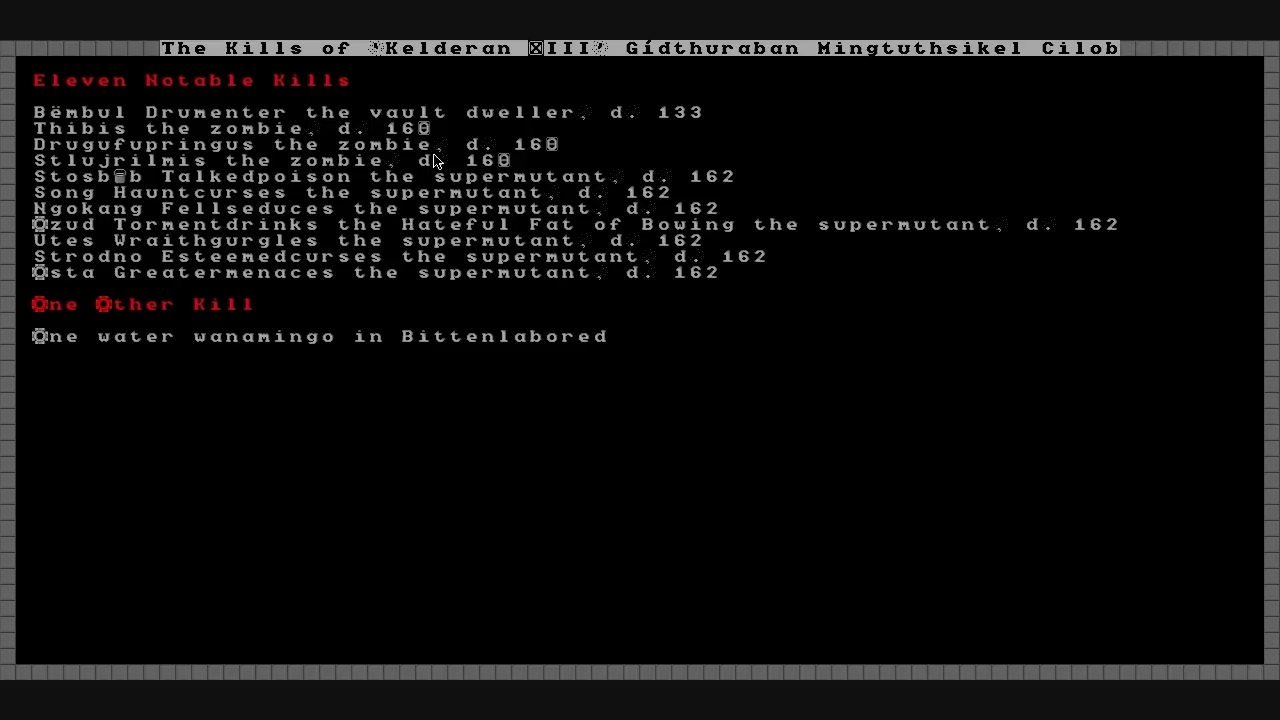 The Kills of `Kelderan XIII' Gídthuraban Mingtuthsikel Cilob
Eleven Notable Kills
Bëmbul Drumenter the vault dweller, d. 133
Thibis the zombie, d. 160
Drugufupringus the zombie, d. 160
Stlujrilmis the zombie, d. 160
Talkedpoison the supermutant, d. 162
Song Hauntcurses the supermutant, d. 162
Ngokang Fellseduces the supermutant, d. 162
Ozud Tormentdrinks the Hateful Fat of Bowing the supermutant, d. 162
Utes Wraithgurgles the supermutant, d. 162
Strodno Esteemedcurses the supermutant, d. 162
Osta Greatermenaces the supermutant, d. 162
One Other Kill
One water wanamingo in Bittenlabored